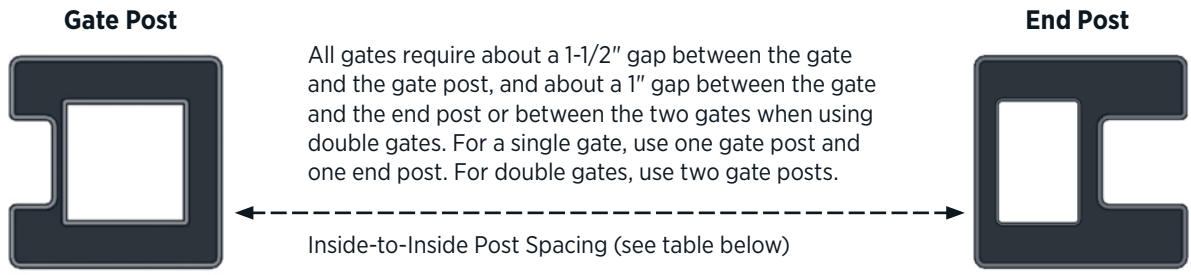 Gate Post
End Post
All gates require about a 1-1/2" gap between the gate
and the gate post, and about a 1" gap between the gate
and the end post or between the two gates when using
double gates. For a single gate, use one gate post and
one end post. For double gates, use two gate posts.
Inside-to-Inside Post Spacing (see table below)